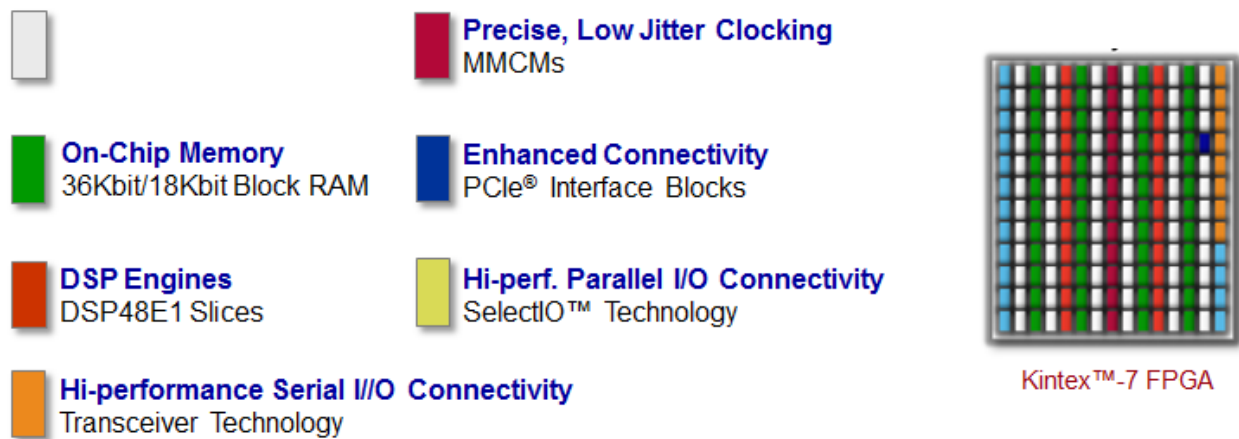 Precise, Low Jitter Clocking
MMCMs
On-Chip Memory
36Kbit/18Kbit Block RAM
Enhanced Connectivity
PCIe® Interface Blocks
DSP Engines
DSP48E1 Slices
Hi-perf. Parallel I/O Connectivity
SelectIO™ Technology
Hi-performance Serial I//O Connectivity
Transceiver Technology
Kintex™-7 FPGA